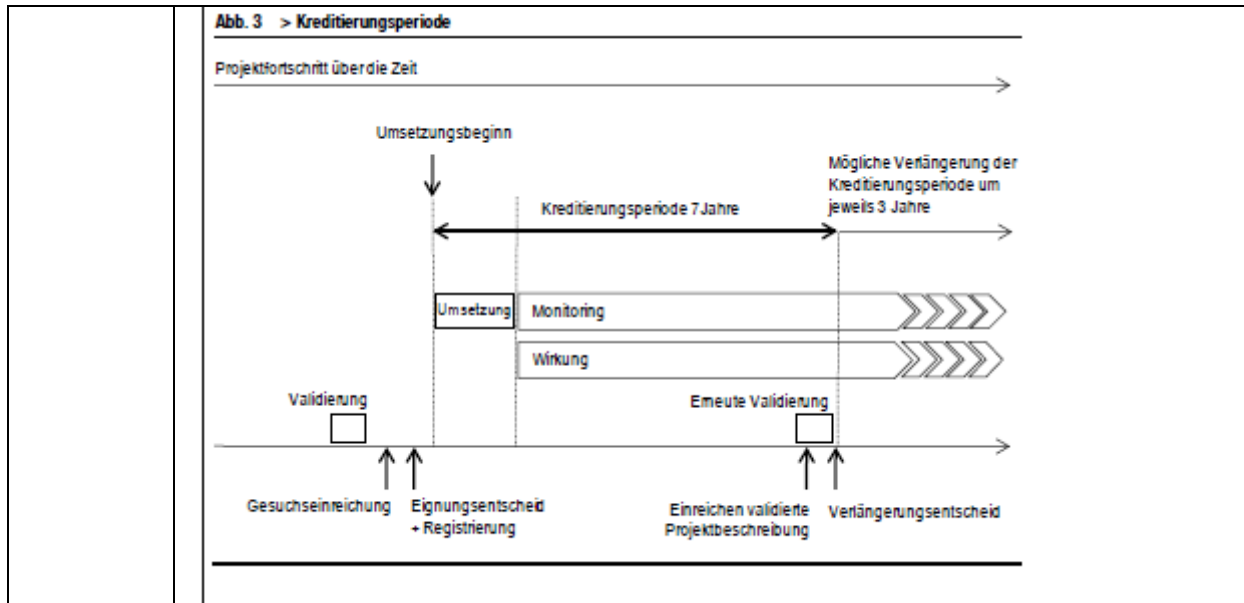 Abb. 3 > Kreditierungsperiode
Projektfortschritt über die Zeit
Umsetzungsbeginn
Mögliche Verlängerung der
Kreditierungsperiode um
jeweils 3 Jahre
Kreditierungsperiode 7 Jahre
Umsetzung
Monitoring
Wirkung
Validierung
Erneute Validierung
Gesuchseinreichung
Eignungsentscheid
+ Registrierung
Einreichen validierte
Projektbeschreibung
Verlängerungsentscheid